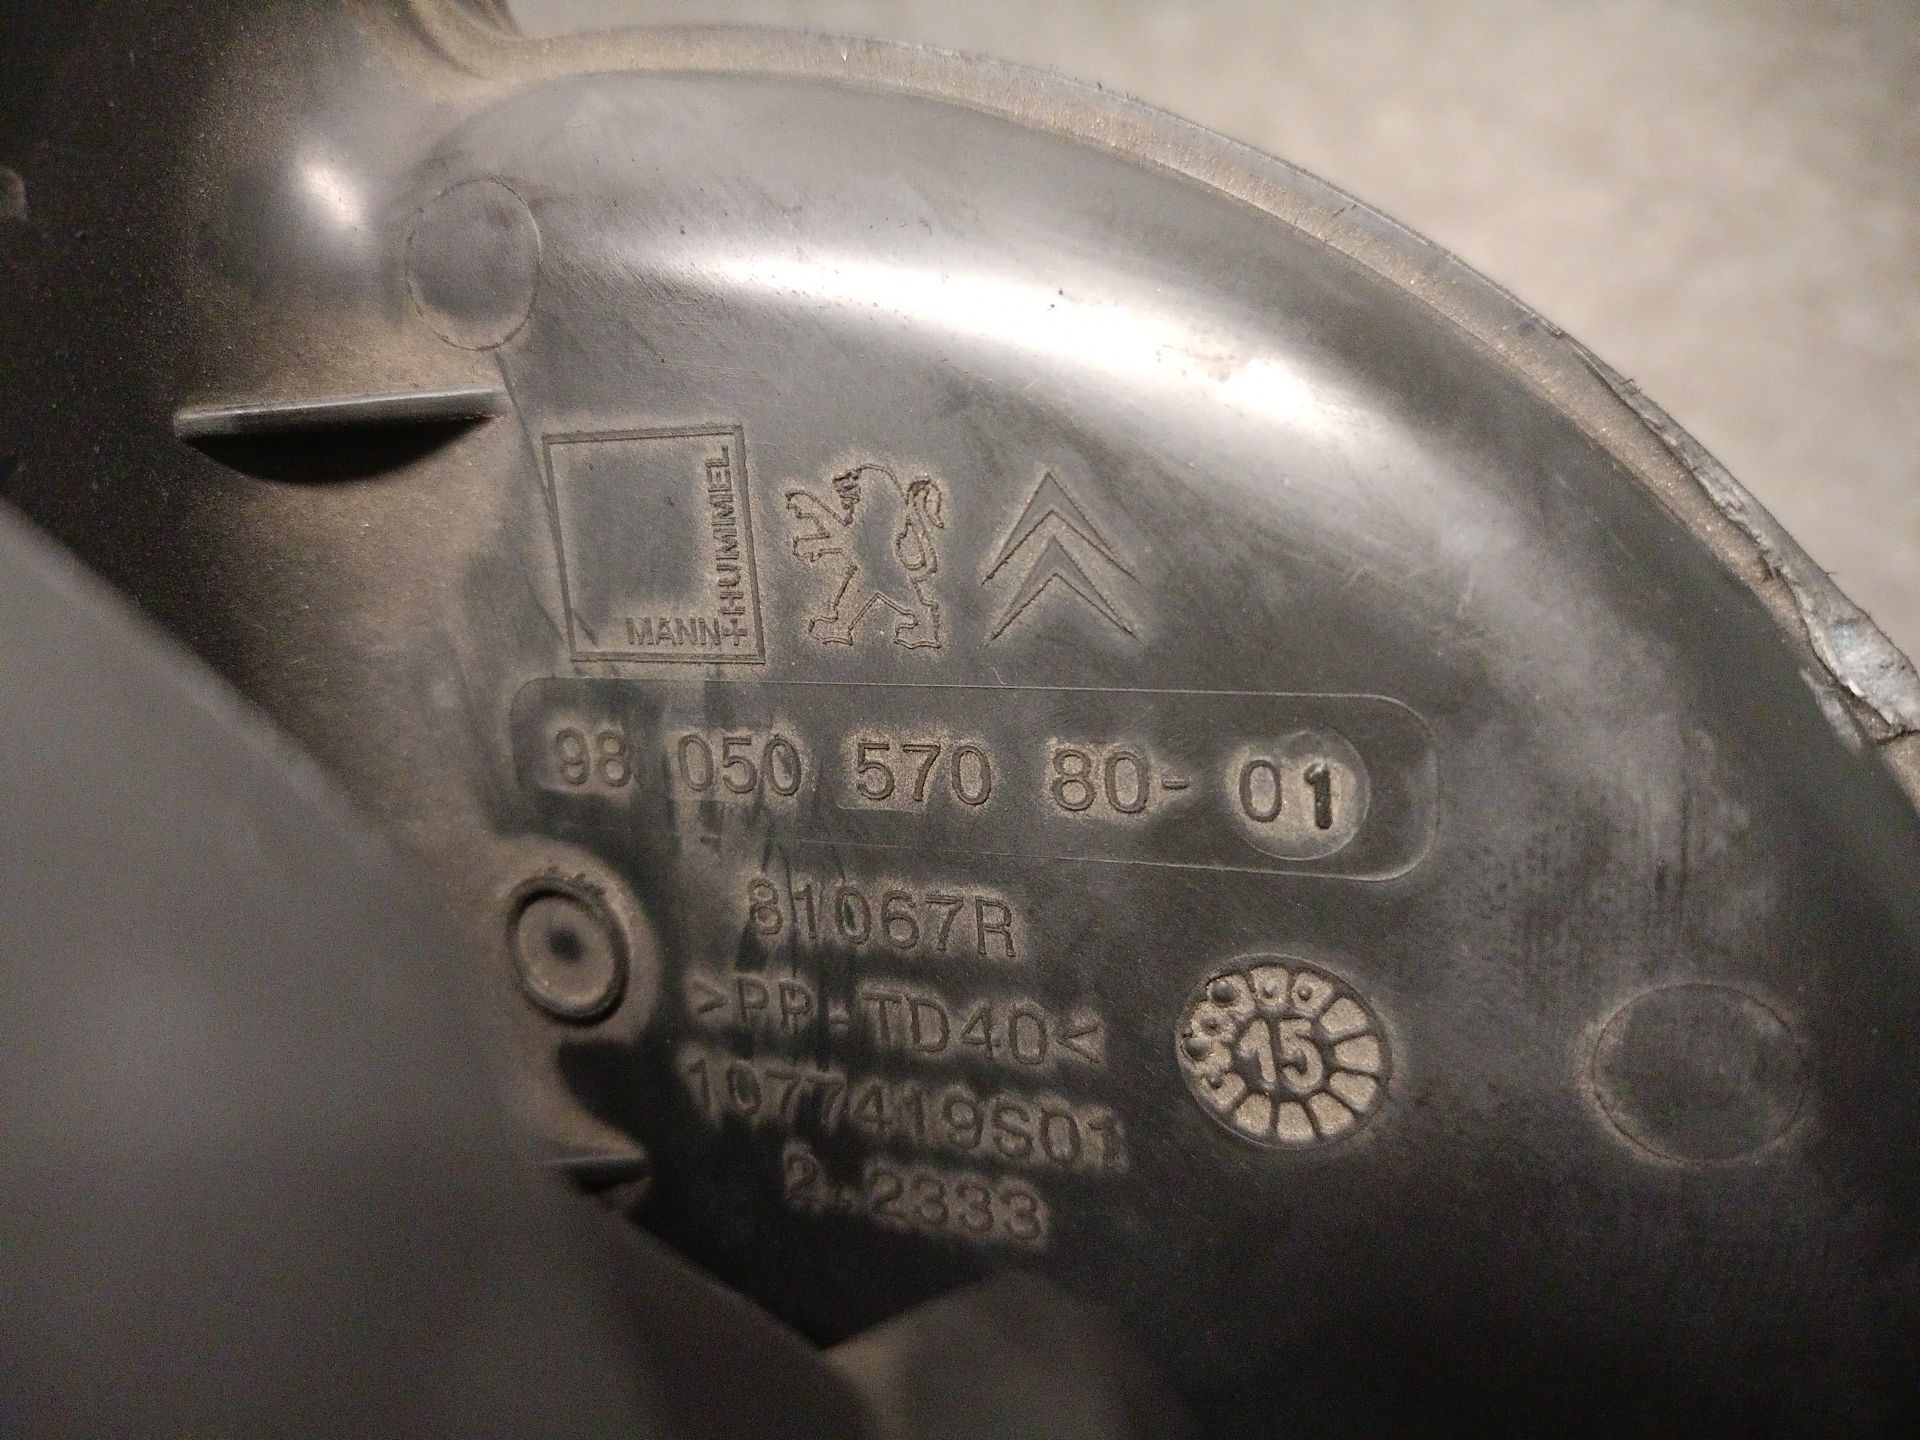 MANN+HUMMEL
98 050 570 80-01
81067R
>PP-TD40<
15
1077419S01
2.2333